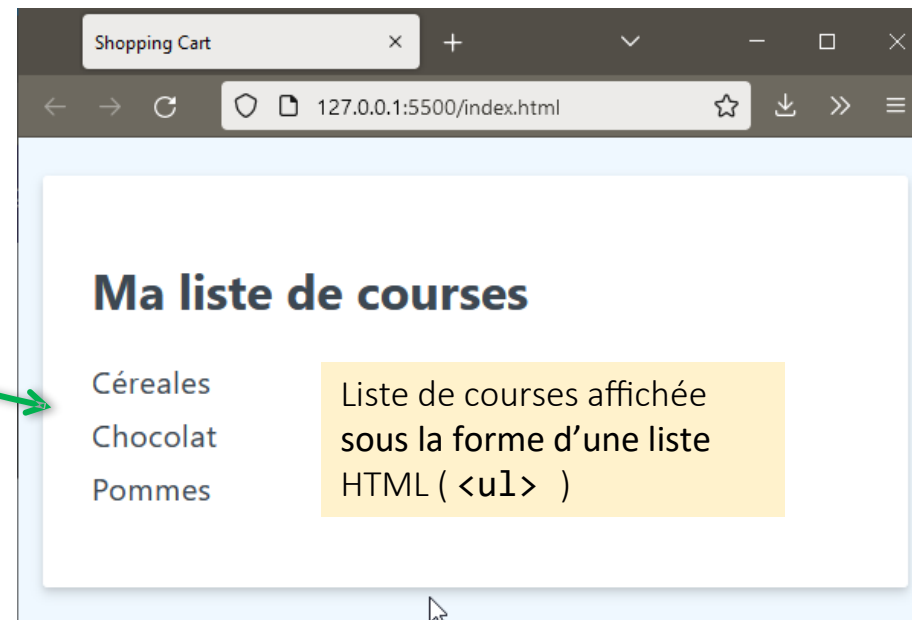 Shopping Cart
127.0.0.1:5500/index.html
Ma liste de courses
Céreales
Chocolat
Pommes
Liste de courses affichée
sous la forme d’une liste
HTML ( <ul> )